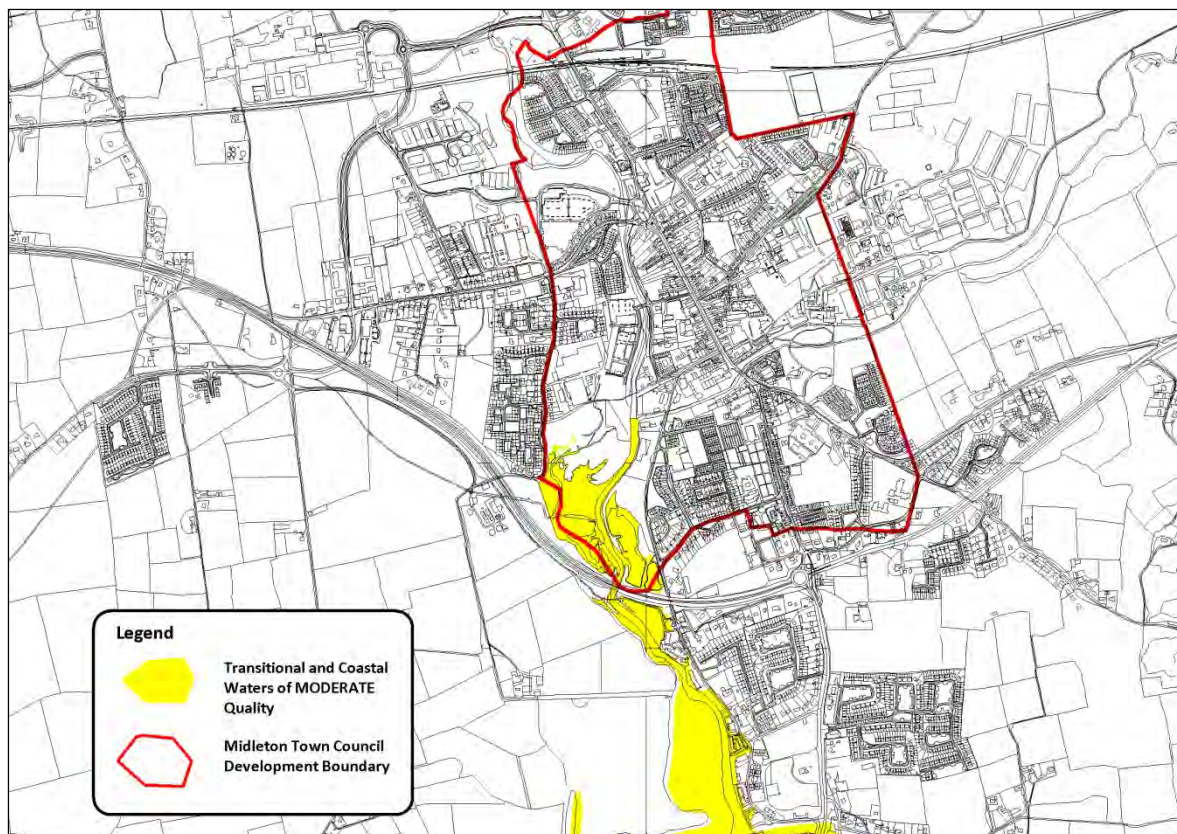 Legend
Transitional and Coastal
Waters of MODERATE
Quality
Midleton Town Council
Development Boundary